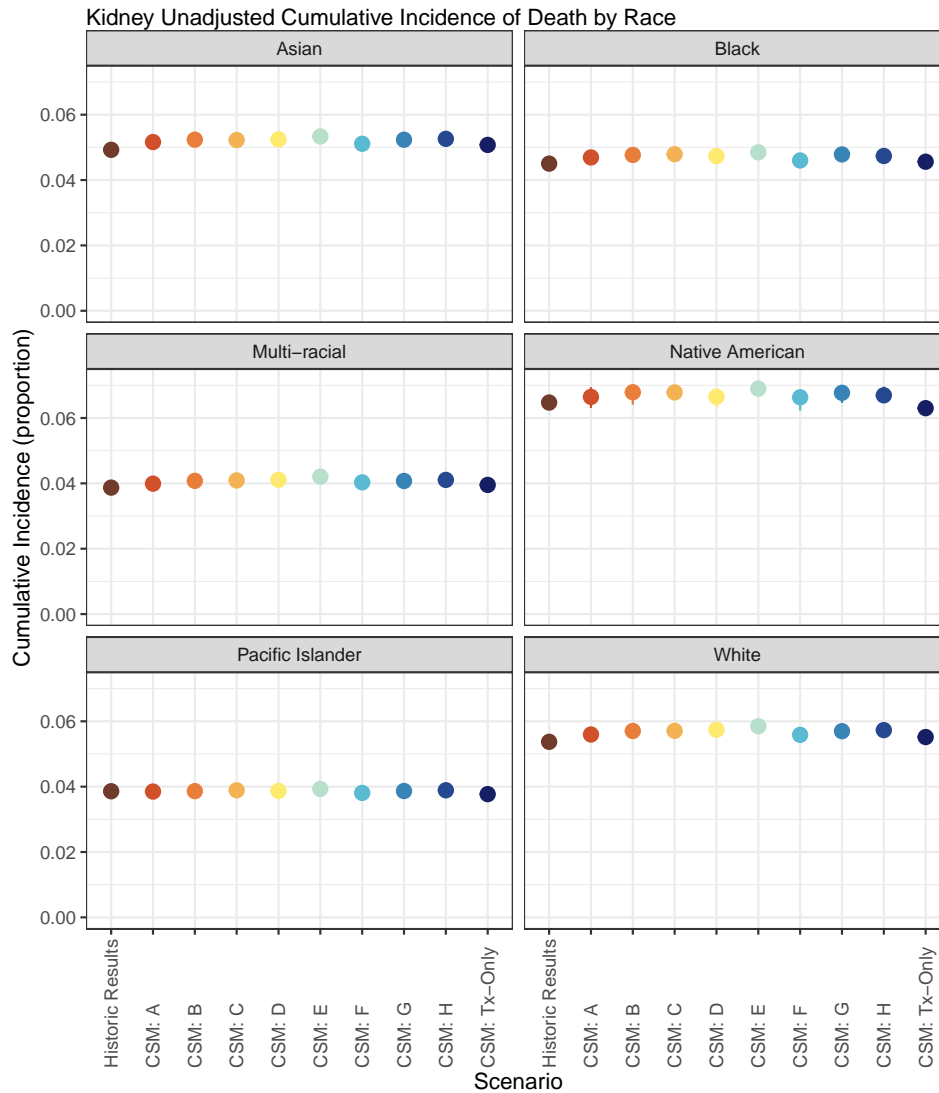 Kidney Unadjusted Cumulative Incidence of Death by Race
Asian
Black
0.06
0.04
0.02
0.00
Multi−racial
Native American
0.06
0.04
0.02
0.00
Pacific Islander
White
0.06
0.04
0.02
0.00
Cumulative Incidence (proportion)
Historic Results
CSM: A
CSM: B
CSM: C
CSM: D
CSM: E
CSM: F
CSM: G
CSM: H
CSM: Tx−Only
Historic Results
CSM: A
CSM: B
CSM: C
CSM: D
CSM: E
CSM: F
CSM: G
CSM: H
CSM: Tx−Only
Scenario